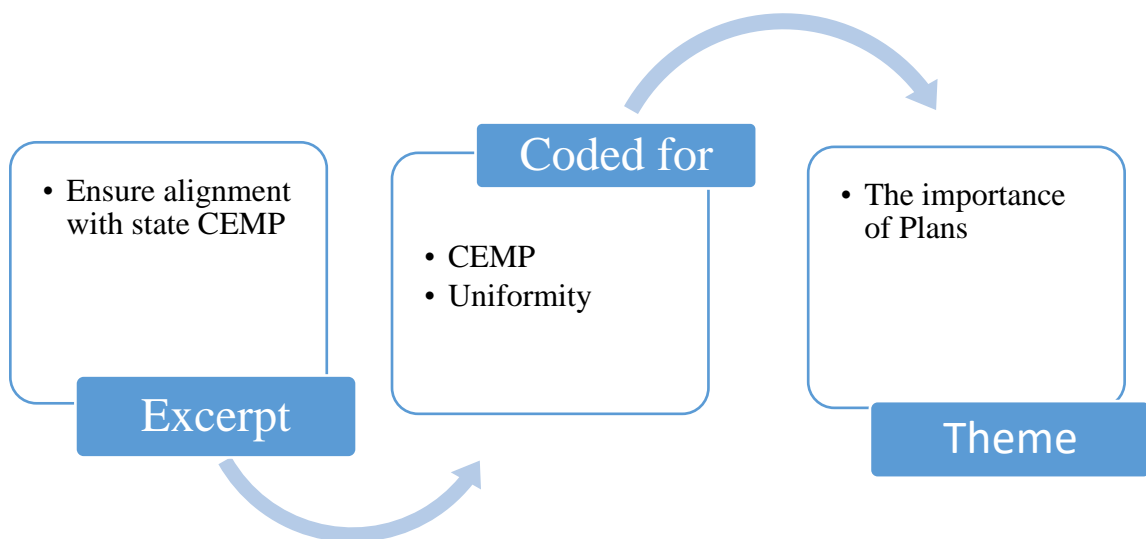 • Ensure alignment
with state CEMP
Excerpt
Coded for
• CEMP
• Uniformity
• The importance
of Plans
Theme